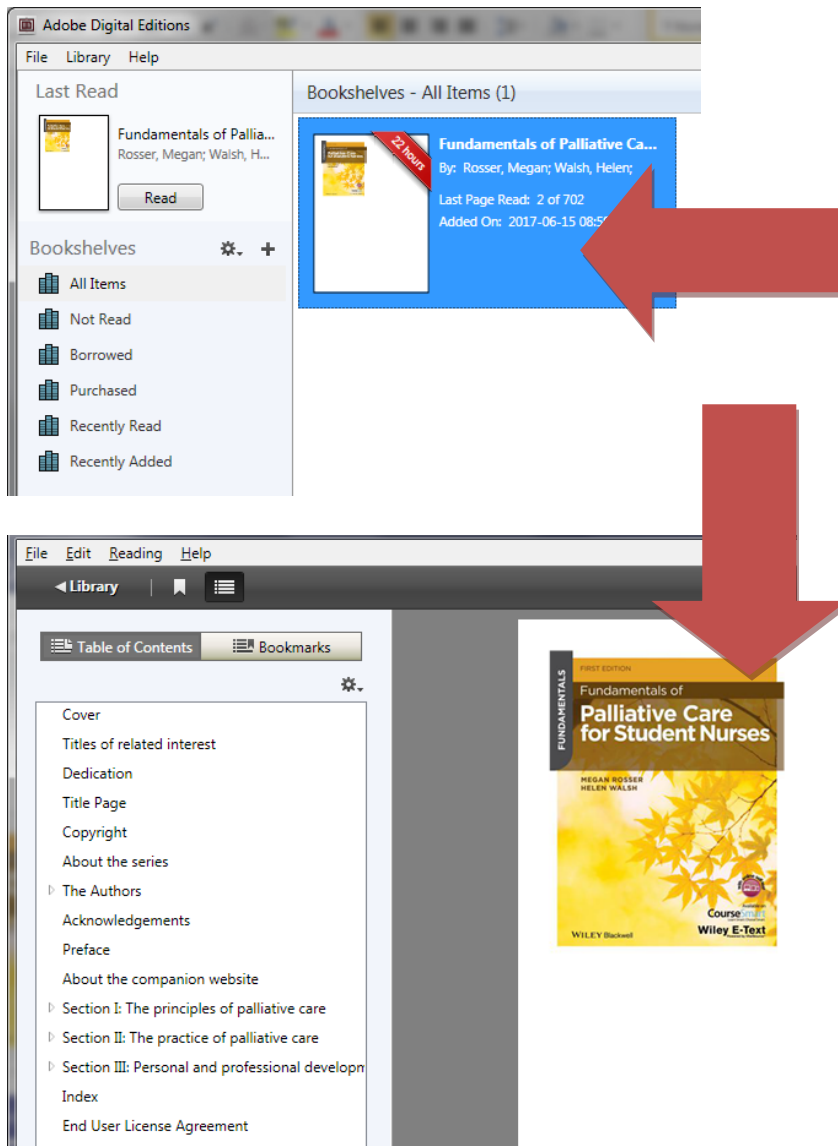 Adobe Digital Editions
File Library Help
Last Read
Fundamentals of Pallia...
Rosser, Megan; Walsh, H...
Read
Bookshelves
All Items
Not Read
Borrowed
Purchased
Recently Read
Recently Added
Bookshelves - All Items (1)
22 hours
Fundamentals of Palliative Ca...
By: Rosser, Megan; Walsh, Helen;
Last Page Read: 2 of 702
Added On: 2017-06-15 08:5
File Edit Reading Help
Library
Table of Contents
Bookmarks
Cover
Titles of related interest
Dedication
Title Page
Copyright
About the series
The Authors
Acknowledgements
Preface
About the companion website
Section I: The principles of palliative care
Section II: The practice of palliative care
Section III: Personal and professional developm
Index
End User License Agreement
FUNDAMENTALS
FIRST EDITION
Fundamentals of
Palliative Care
for Student Nurses
MEGAN ROSSER
HELEN WALSH
CourseSmart
WILEY Blackwell
Wiley E-Text